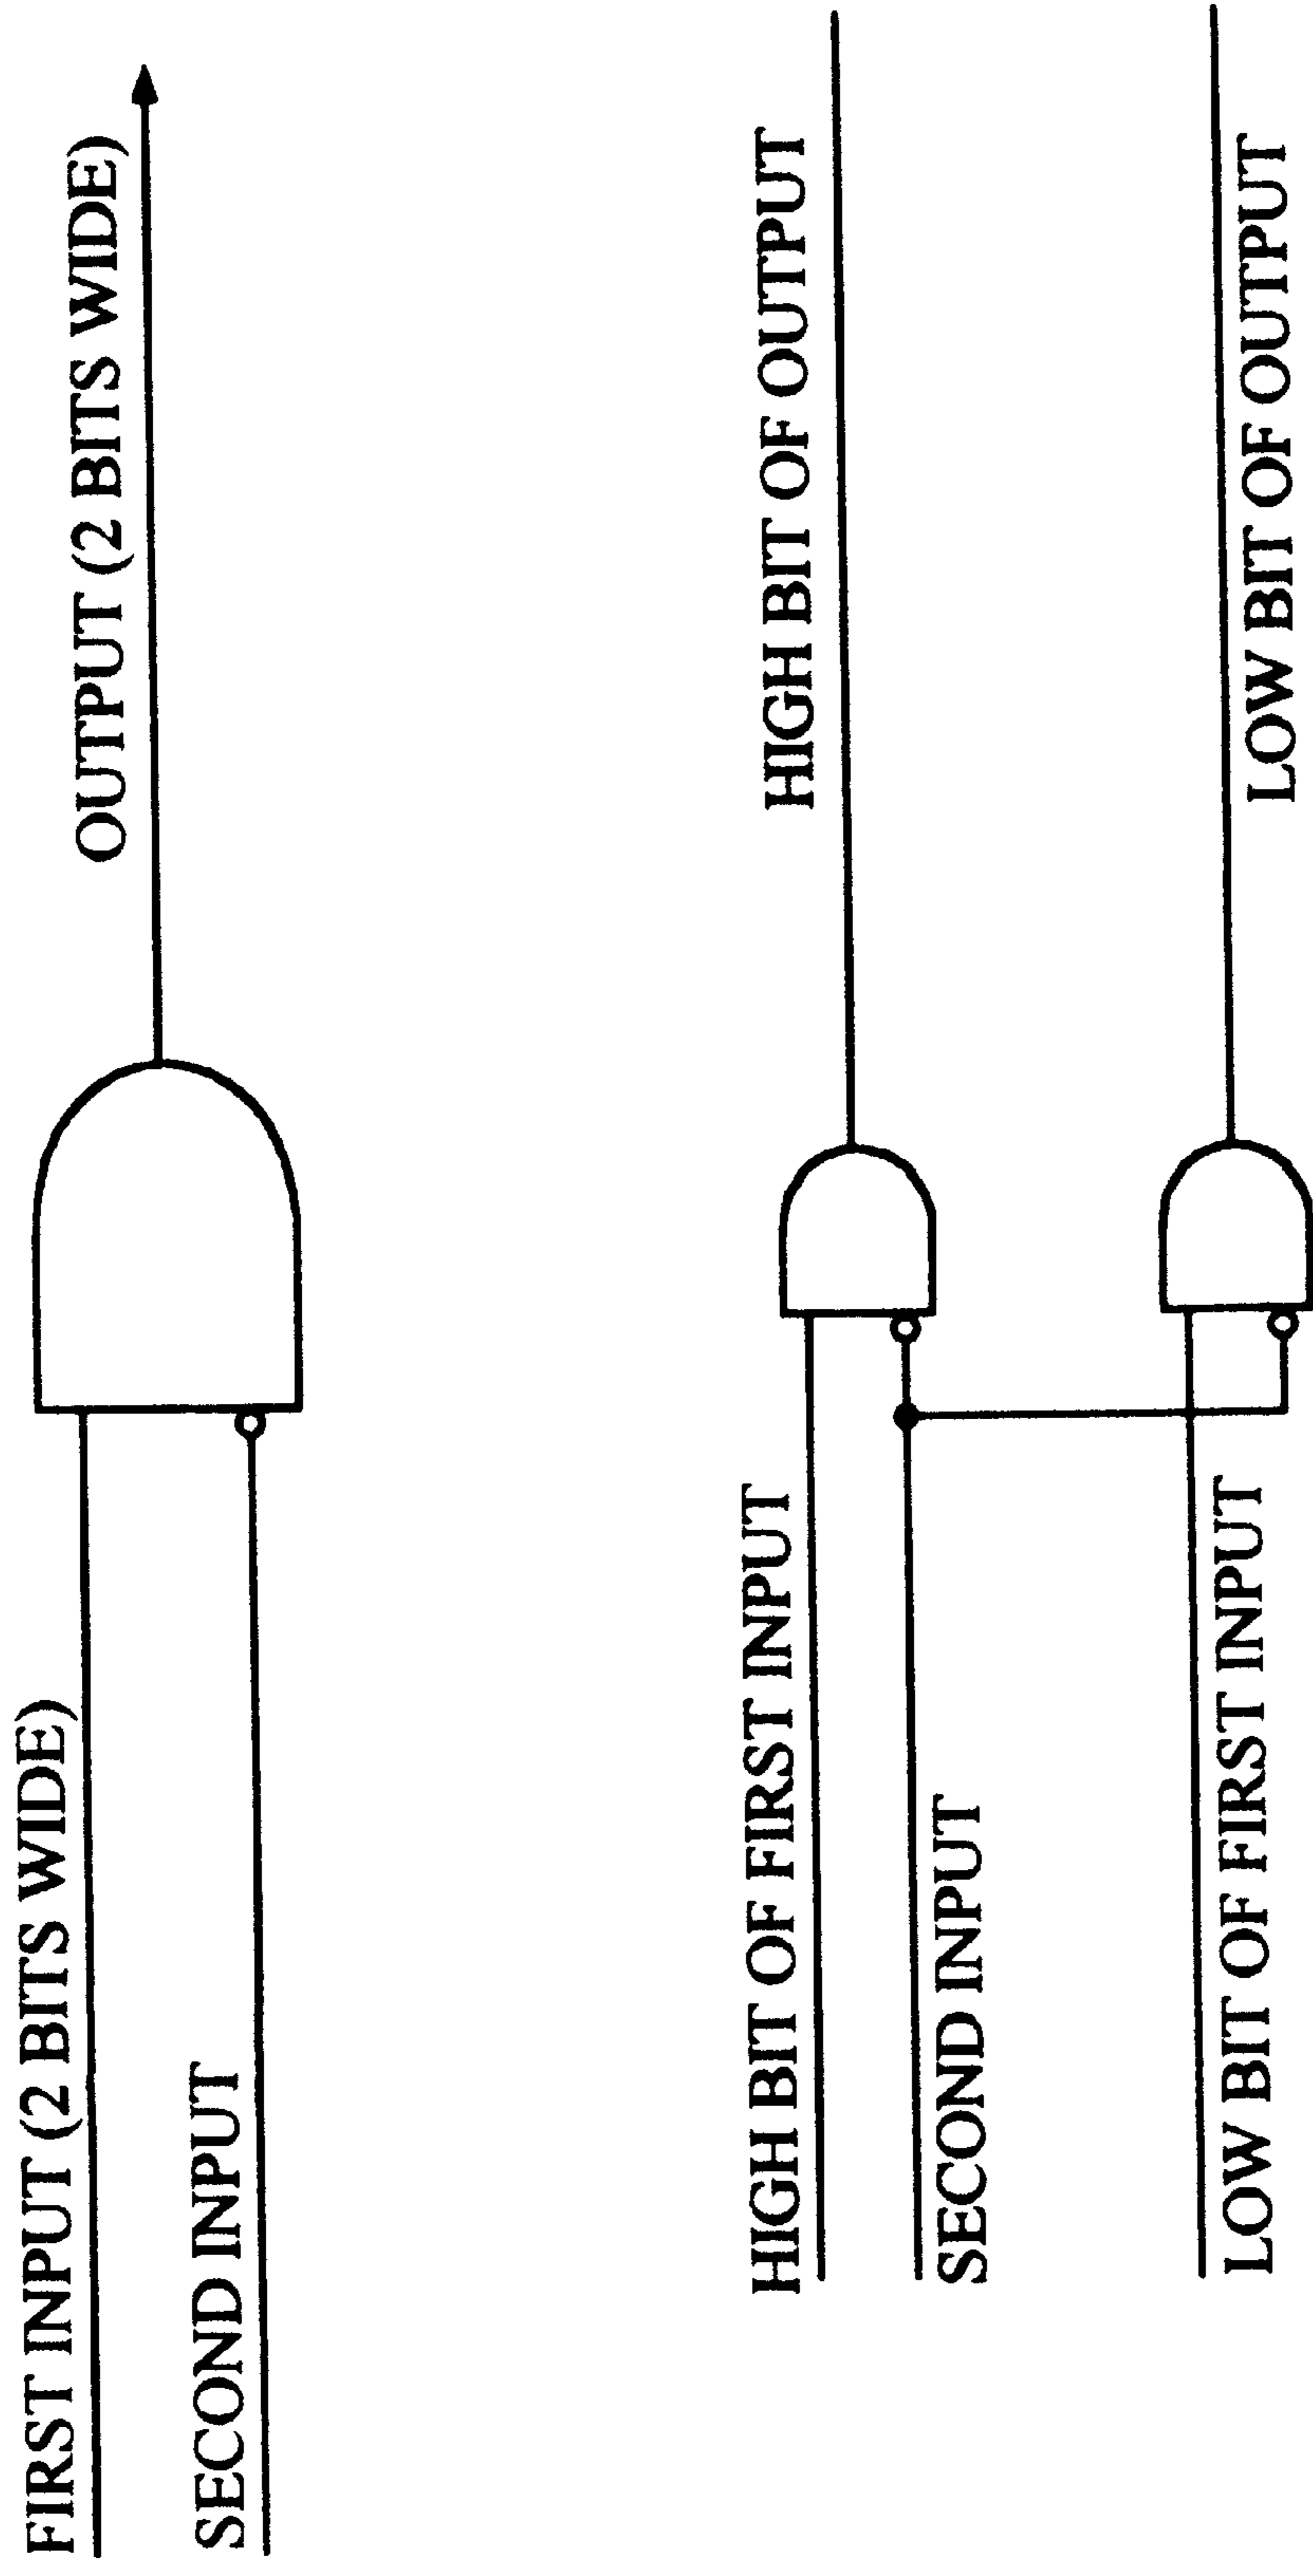 FIRST INPUT (2 BITS WIDE)
OUTPUT (2 BITS WIDE)
SECOND INPUT
HIGH BIT OF FIRST INPUT
HIGH BIT OF OUTPUT
SECOND INPUT
LOW BIT OF FIRST INPUT
LOW BIT OF OUTPUT